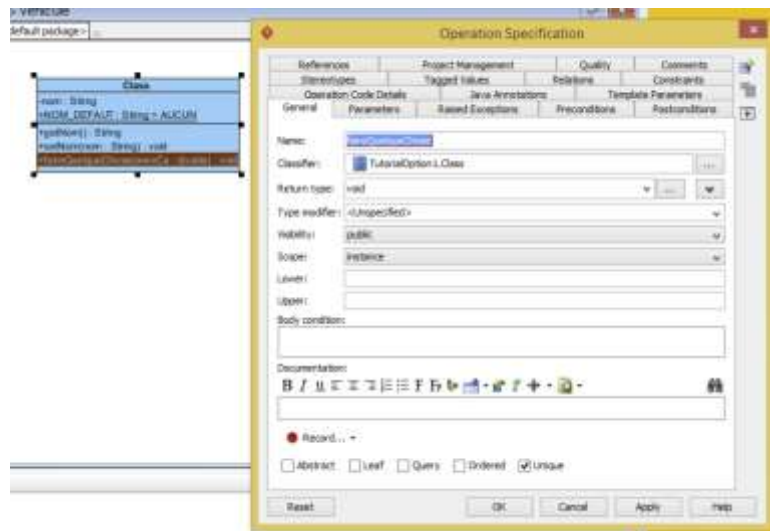 Vehicule
default package>
Class
-nom : String
+NOM_DEFAUT : String = AUCUN
+getNom() : String
+setNom(nom : String) : void
Operation Specification
References Project Management Quality Comments
Stereotypes Tagged Values Relations Constraints
Operation Code Details Java Annotations Template Parameters
General Parameters Raised Exceptions Preconditions Postconditions
Name:
Classifier: TutorialOption1.Class ...
Return type: void ...
Type modifier: <Unspecified>
Visibility: public
Scope: instance
Lower:
Upper:
Body condition:
Documentation:
B I U F
Record...
Abstract Leaf Query Ordered Unique
Reset OK Cancel Apply Help